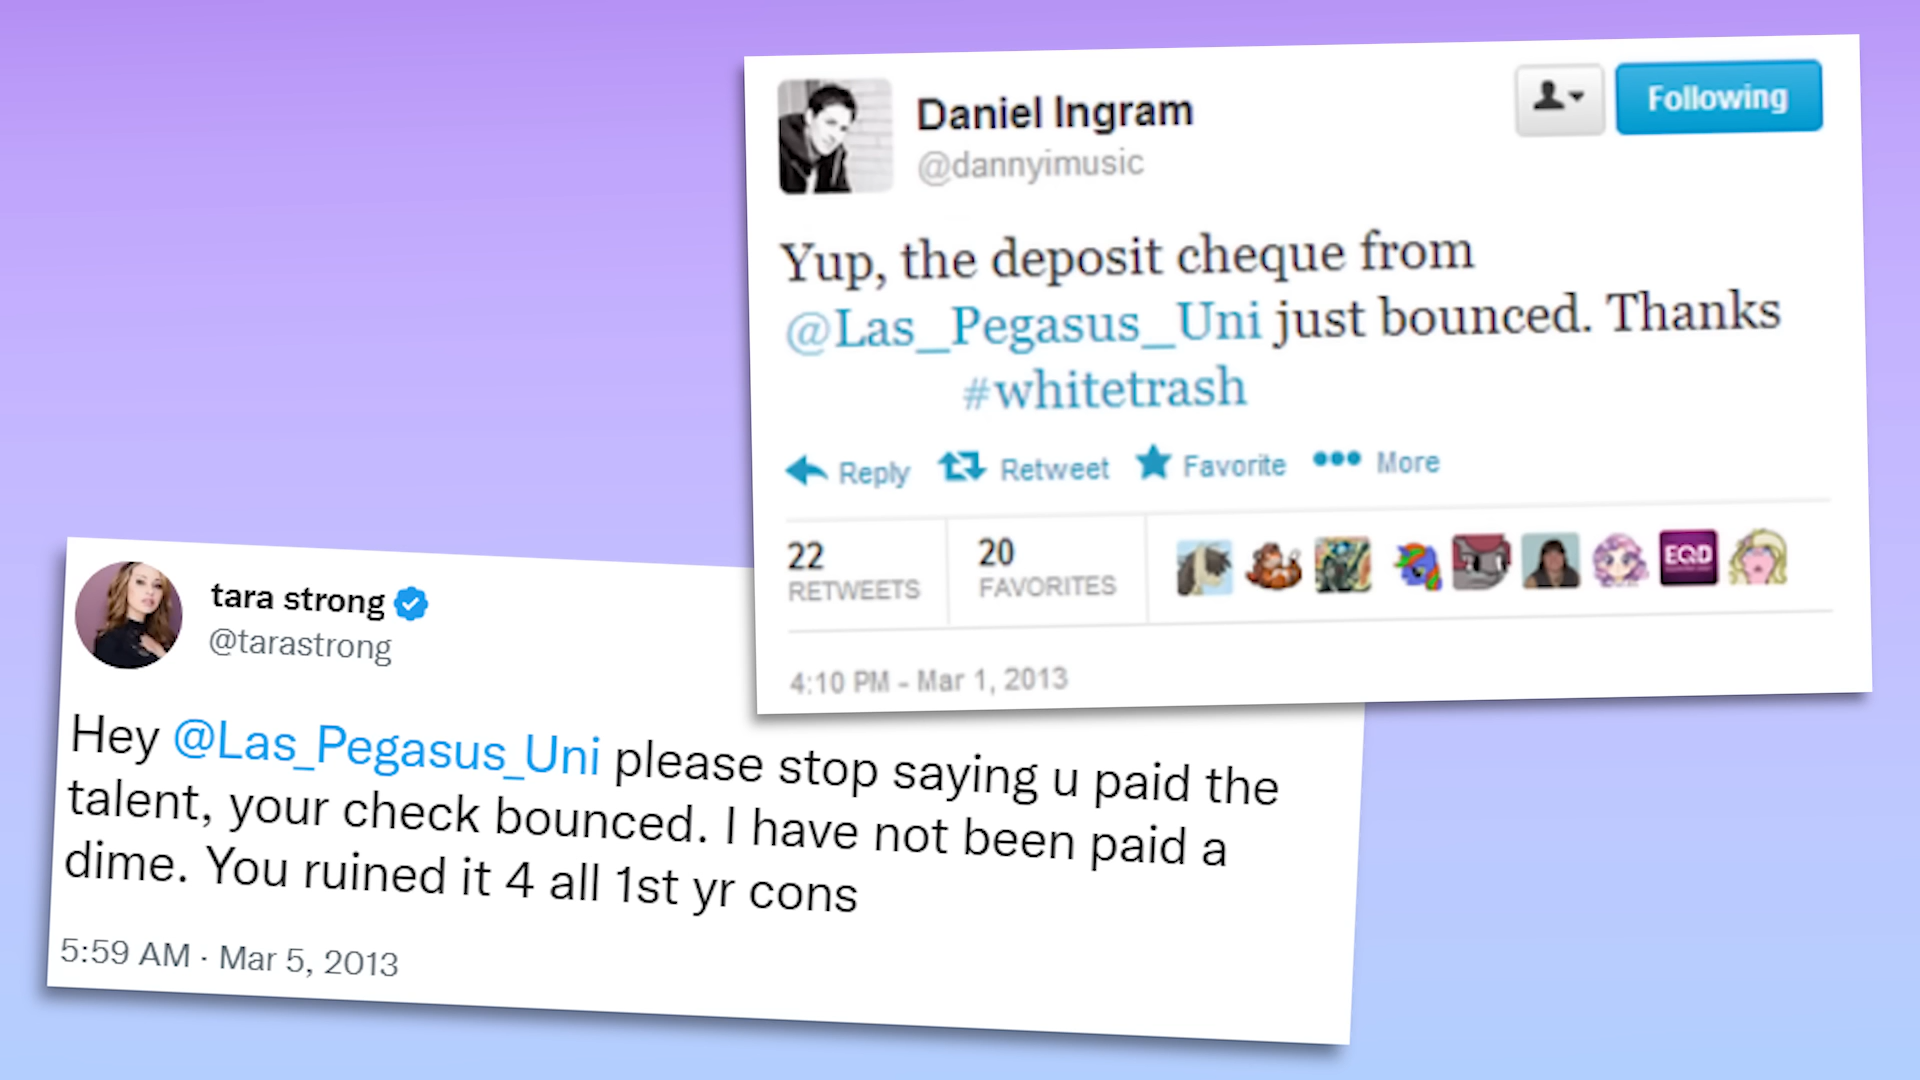 Daniel Ingram
@dannyimusic
Following
Yup, the deposit cheque from
@Las_Pegasus_Uni just bounced. Thanks
#whitetrash
Reply Retweet Favorite More
22 RETWEETS
20 FAVORITES
EQD
4:10 PM - Mar 1, 2013
tara strong
@tarastrong
Hey @Las_Pegasus_Uni please stop saying u paid the
talent, your check bounced. I have not been paid a
dime. You ruined it 4 all 1st yr cons
5:59 AM · Mar 5, 2013